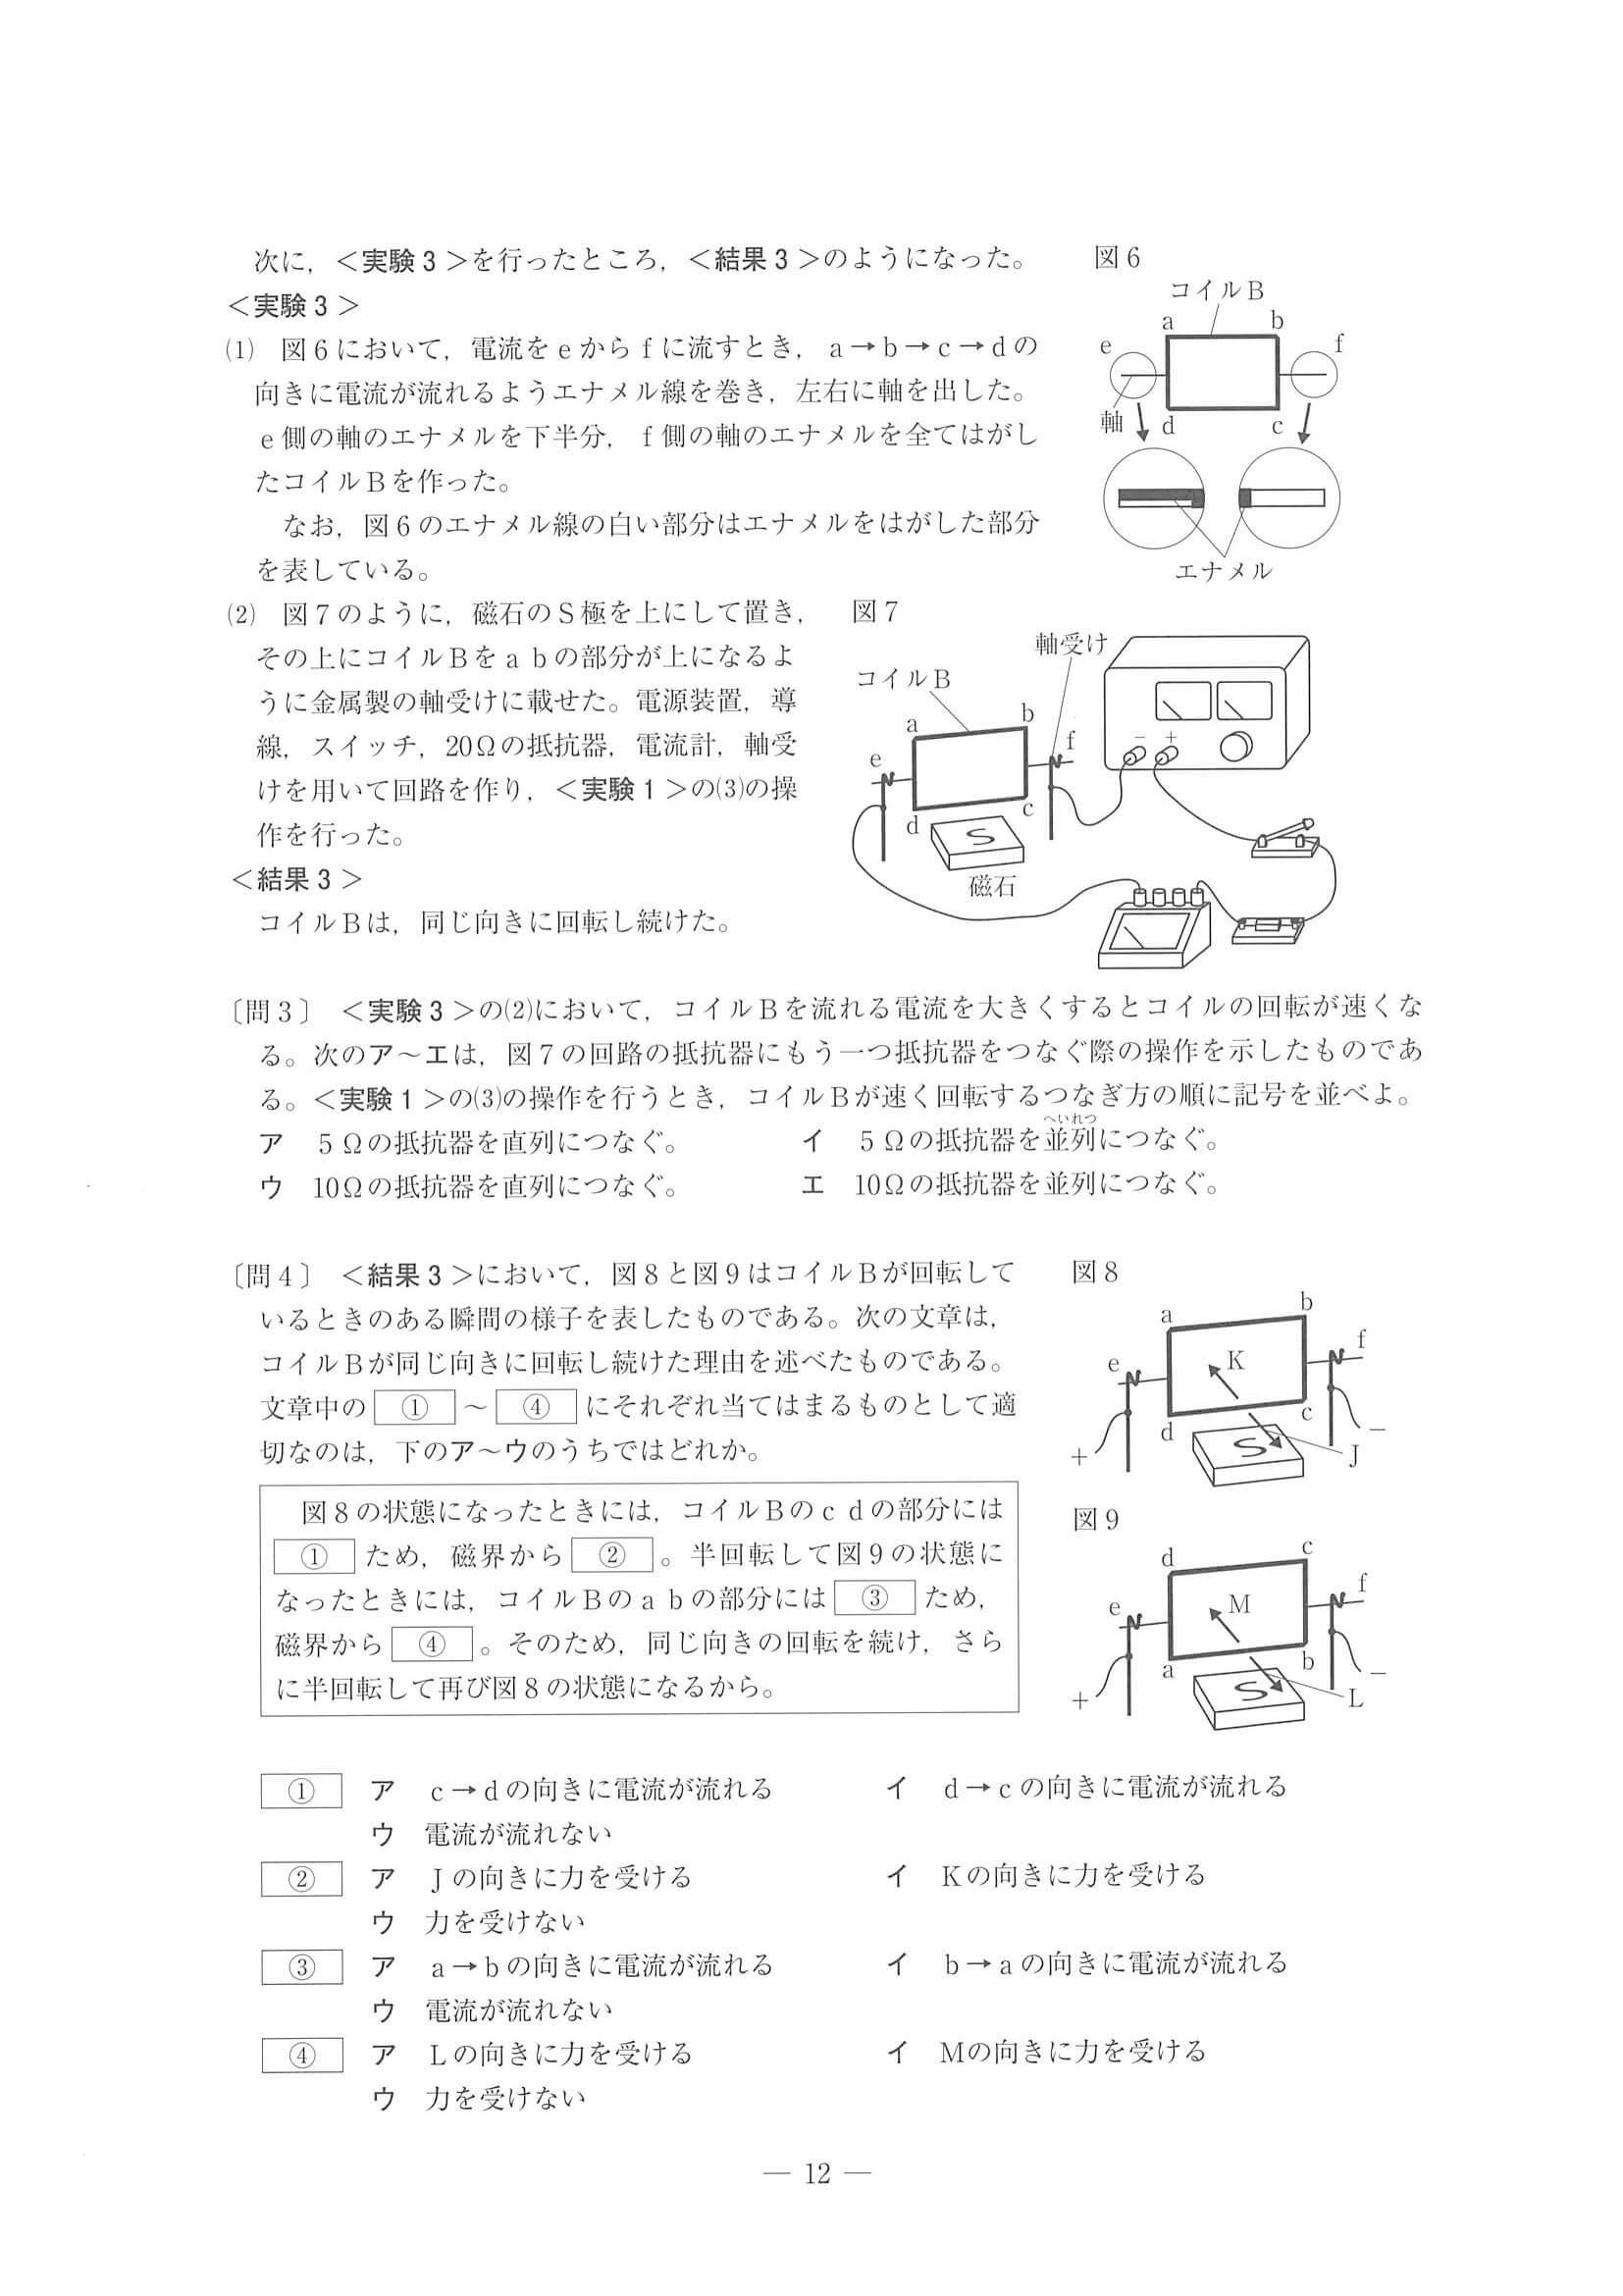 次に，＜実験３＞を行ったところ，＜結果３＞のようになった。
＜実験３＞
(1)　図６において，電流をｅからｆに流すとき，ａ→ｂ→ｃ→ｄの
向きに電流が流れるようエナメル線を巻き，左右に軸を出した。
ｅ側の軸のエナメルを下半分，ｆ側の軸のエナメルを全てはがし
たコイルＢを作った。
なお，図６のエナメル線の白い部分はエナメルをはがした部分
を表している。
図６
コイルＢ
a
b
e
f
軸
d
c
エナメル
(2)　図７のように，磁石のＳ極を上にして置き，
その上にコイルＢをａｂの部分が上になるよ
うに金属製の軸受けに載せた。電源装置，導
線，スイッチ，20Ωの抵抗器，電流計，軸受
けを用いて回路を作り，＜実験１＞の(3)の操
作を行った。
＜結果３＞
コイルＢは，同じ向きに回転し続けた。
図７
軸受け
コイルＢ
a
b
e
f
−
+
d
c
S
磁石
〔問３〕　＜実験３＞の(2)において，コイルＢを流れる電流を大きくするとコイルの回転が速くな
る。次のア～エは，図７の回路の抵抗器にもう一つ抵抗器をつなぐ際の操作を示したものであ
る。＜実験１＞の(3)の操作を行うとき，コイルＢが速く回転するつなぎ方の順に記号を並べよ。
へいれつ
ア　５Ωの抵抗器を直列につなぐ。　イ　５Ωの抵抗器を並列につなぐ。
ウ　10Ωの抵抗器を直列につなぐ。　エ　10Ωの抵抗器を並列につなぐ。
〔問４〕　＜結果３＞において，図８と図９はコイルＢが回転して
いるときのある瞬間の様子を表したものである。次の文章は，
コイルＢが同じ向きに回転し続けた理由を述べたものである。
文章中の ① ～ ④ にそれぞれ当てはまるものとして適
切なのは，下のア～ウのうちではどれか。
図８
a
b
e
f
K
d
c
S
J
+
−
図８の状態になったときには，コイルＢのｃｄの部分には
① ため，磁界から ② 。半回転して図９の状態に
なったときには，コイルＢのａｂの部分には ③ ため，
磁界から ④ 。そのため，同じ向きの回転を続け，さら
に半回転して再び図８の状態になるから。
図９
d
c
e
f
M
a
b
S
L
+
−
①　ア　ｃ→ｄの向きに電流が流れる　イ　ｄ→ｃの向きに電流が流れる
ウ　電流が流れない
②　ア　Ｊの向きに力を受ける　イ　Ｋの向きに力を受ける
ウ　力を受けない
③　ア　ａ→ｂの向きに電流が流れる　イ　ｂ→ａの向きに電流が流れる
ウ　電流が流れない
④　ア　Ｌの向きに力を受ける　イ　Ｍの向きに力を受ける
ウ　力を受けない
— 12 —